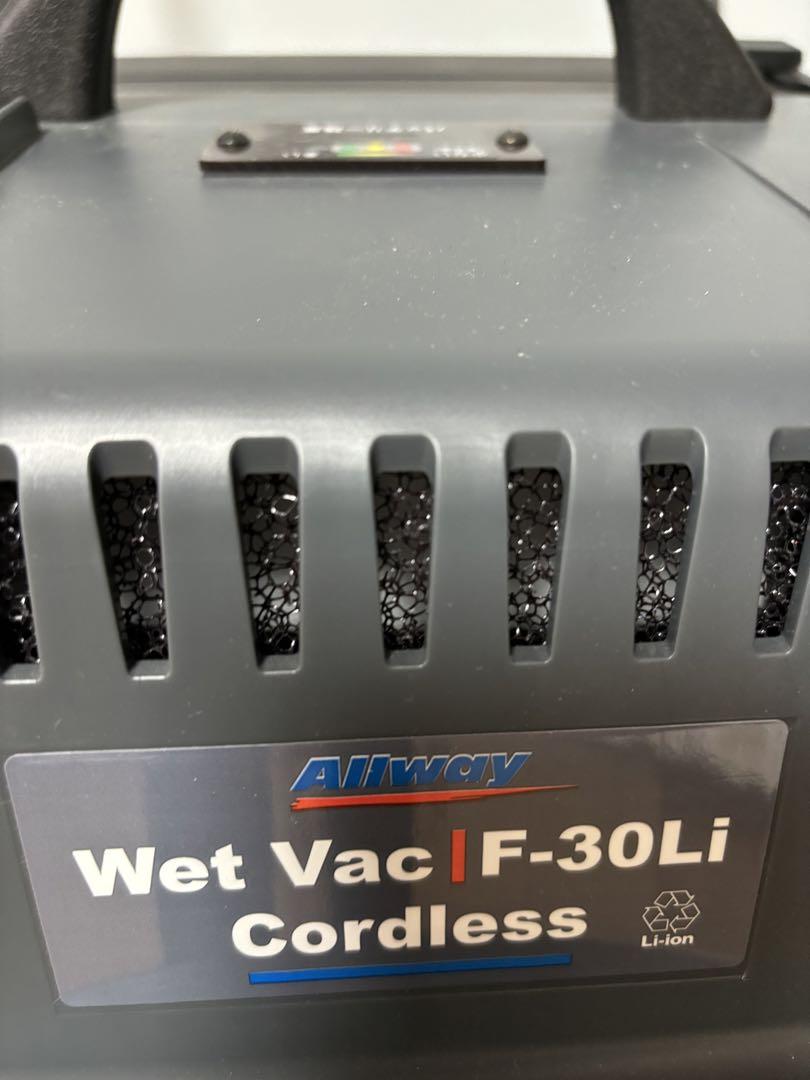 Allway
Wet Vac | F-30Li
Cordless
Li-ion